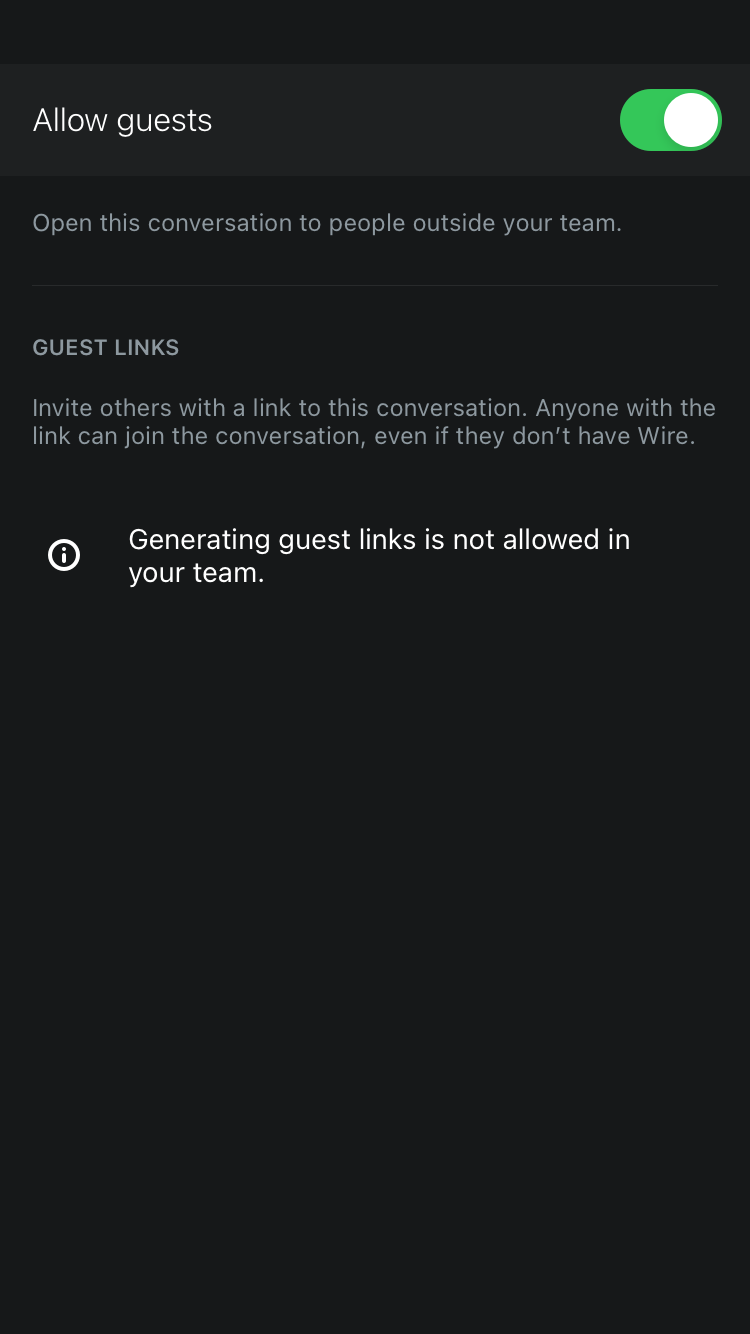 Allow guests
Open this conversation to people outside your team.
GUEST LINKS
Invite others with a link to this conversation. Anyone with the
link can join the conversation, even if they don’t have Wire.
Generating guest links is not allowed in
your team.